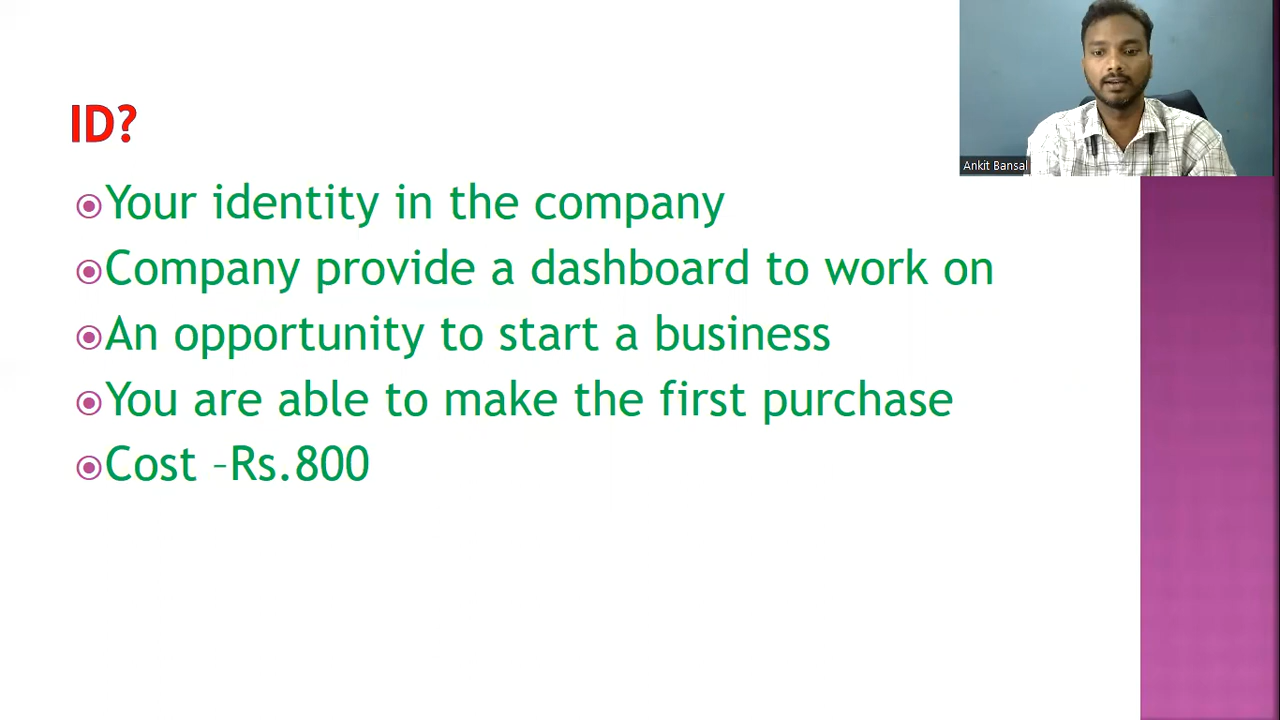 ID?
Your identity in the company
Company provide a dashboard to work on
An opportunity to start a business
You are able to make the first purchase
Cost –Rs.800
Ankit Bansal